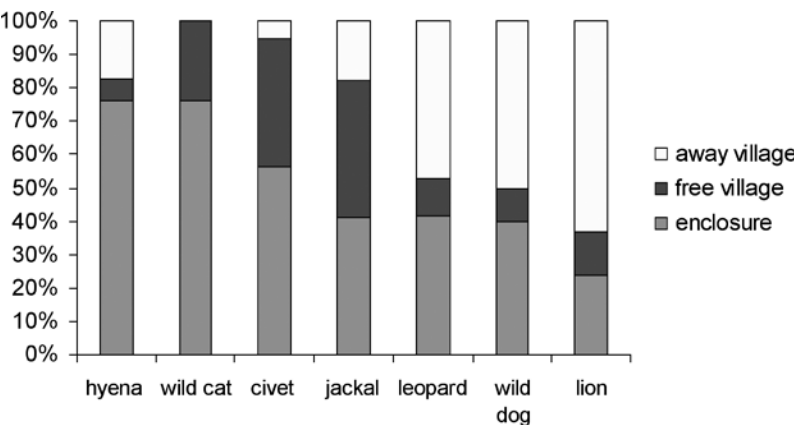 100%
90%
80%
70%
60%
50%
40%
30%
20%
10%
0%
hyena wild cat civet jackal leopard wild dog lion
away village
free village
enclosure